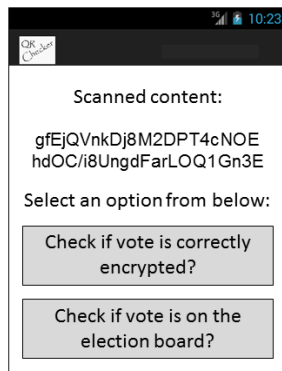 3G 10:23
QR
Checker
Scanned content:
gfEjQVnkDj8M2DPT4cNOE
hdOC/i8UngdFarLOQ1Gn3E
Select an option from below:
Check if vote is correctly
encrypted?
Check if vote is on the
election board?